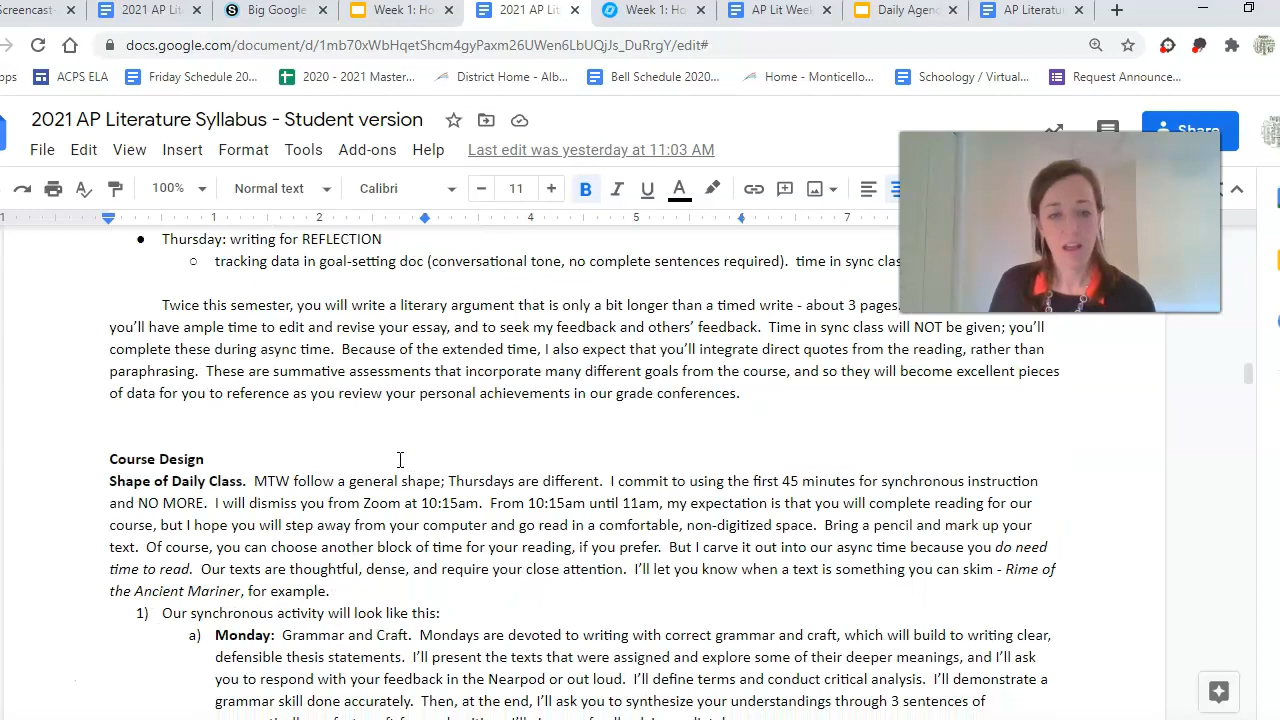 Screencast-
2021 AP Lit
Big Google
Week 1: Ho
2021 AP Lit
Week 1: Ho
AP Lit Week
Daily Agen
AP Literatu
docs.google.com/document/d/1mb70xWbHqetShcm4gyPaxm26UWen6LbUQjJs_DuRrgY/edit#
ACPS ELA
Friday Schedule 20...
2020 - 2021 Master...
District Home - Alb...
Bell Schedule 2020...
Home - Monticello...
Schoology / Virtual...
Request Announce...
2021 AP Literature Syllabus - Student version
Share
File Edit View Insert Format Tools Add-ons Help Last edit was yesterday at 11:03 AM
100% Normal text Calibri 11 B I U A
1 1 2 4 5 6 7
● Thursday: writing for REFLECTION
○ tracking data in goal-setting doc (conversational tone, no complete sentences required). time in sync clas
Twice this semester, you will write a literary argument that is only a bit longer than a timed write - about 3 pages.
you'll have ample time to edit and revise your essay, and to seek my feedback and others' feedback. Time in sync class will NOT be given; you'll
complete these during async time. Because of the extended time, I also expect that you'll integrate direct quotes from the reading, rather than
paraphrasing. These are summative assessments that incorporate many different goals from the course, and so they will become excellent pieces
of data for you to reference as you review your personal achievements in our grade conferences.
Course Design
Shape of Daily Class. MTW follow a general shape; Thursdays are different. I commit to using the first 45 minutes for synchronous instruction
and NO MORE. I will dismiss you from Zoom at 10:15am. From 10:15am until 11am, my expectation is that you will complete reading for our
course, but I hope you will step away from your computer and go read in a comfortable, non-digitized space. Bring a pencil and mark up your
text. Of course, you can choose another block of time for your reading, if you prefer. But I carve it out into our async time because you do need
time to read. Our texts are thoughtful, dense, and require your close attention. I'll let you know when a text is something you can skim - Rime of
the Ancient Mariner, for example.
1) Our synchronous activity will look like this:
a) Monday: Grammar and Craft. Mondays are devoted to writing with correct grammar and craft, which will build to writing clear,
defensible thesis statements. I'll present the texts that were assigned and explore some of their deeper meanings, and I'll ask
you to respond with your feedback in the Nearpod or out loud. I'll define terms and conduct critical analysis. I'll demonstrate a
grammar skill done accurately. Then, at the end, I'll ask you to synthesize your understandings through 3 sentences of